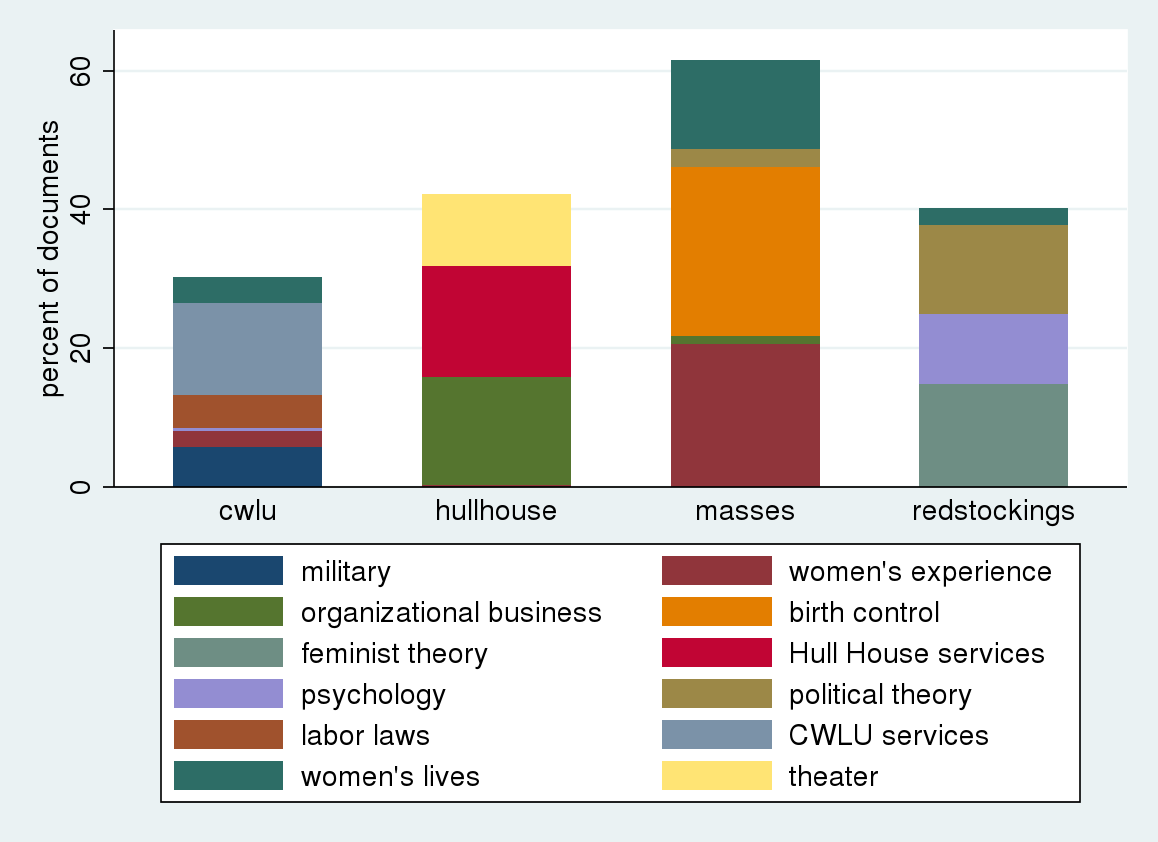 percent of documents
60
40
20
0
cwlu hullhouse masses redstockings
military women's experience
organizational business birth control
feminist theory Hull House services
psychology political theory
labor laws CWLU services
women's lives theater